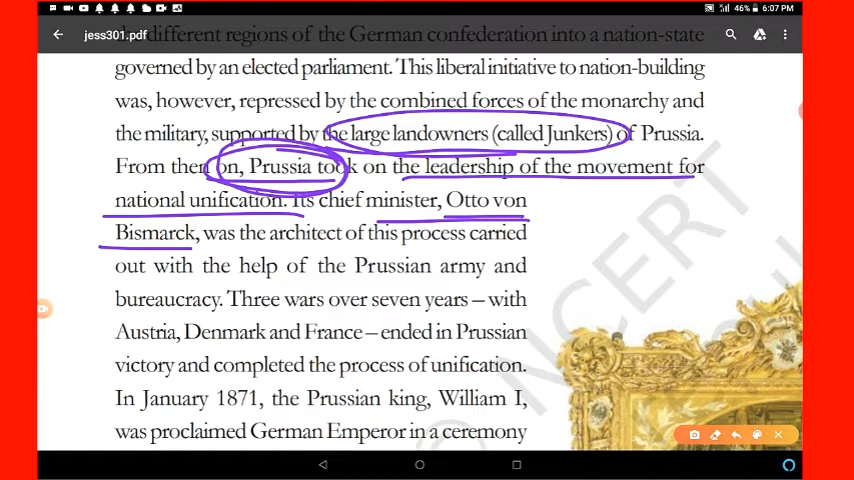 46% 6:07 PM
jess301.pdf
different regions of the German confederation into a nation-state
governed by an elected parliament. This liberal initiative to nation-building
was, however, repressed by the combined forces of the monarchy and
the military, supported by the large landowners (called Junkers) of Prussia.
From then on, Prussia took on the leadership of the movement for
national unification. Its chief minister, Otto von
Bismarck, was the architect of this process carried
out with the help of the Prussian army and
bureaucracy. Three wars over seven years – with
Austria, Denmark and France – ended in Prussian
victory and completed the process of unification.
In January 1871, the Prussian king, William I,
was proclaimed German Emperor in a ceremony
© NCERT